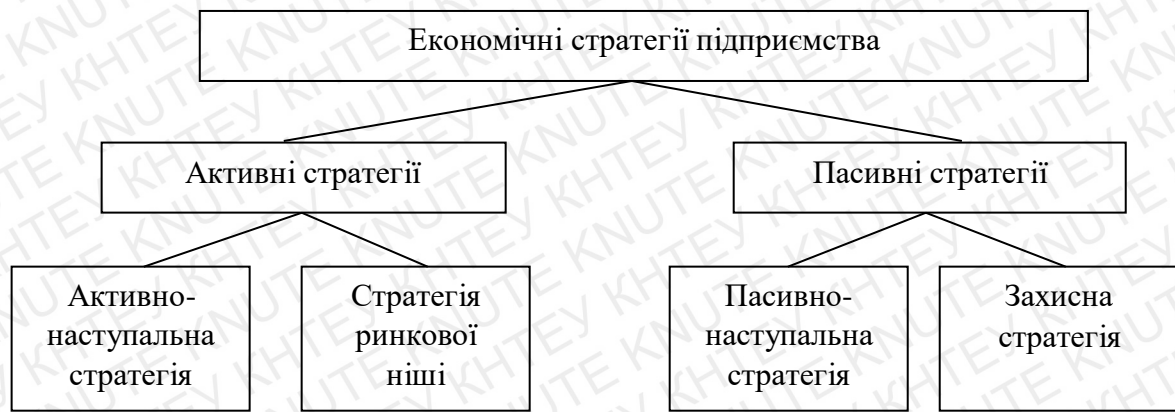 Економічні стратегії підприємства
Активні стратегії
Пасивні стратегії
Активно-
наступальна
стратегія
Стратегія
ринкової
ніші
Пасивно-
наступальна
стратегія
Захисна
стратегія